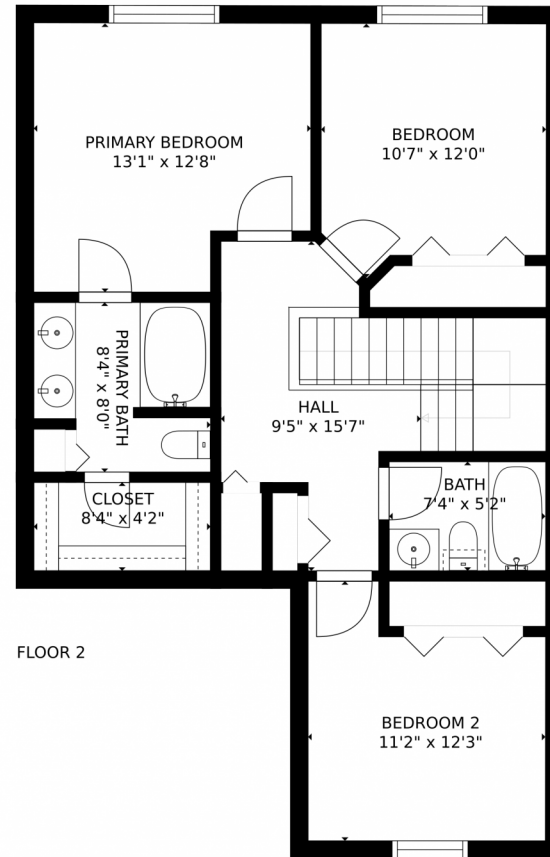 PRIMARY BEDROOM
13'1" x 12'8"
BEDROOM
10'7" x 12'0"
PRIMARY BATH
8'4" x 8'0"
HALL
9'5" x 15'7"
CLOSET
8'4" x 4'2"
BATH
7'4" x 5'2"
FLOOR 2
BEDROOM 2
11'2" x 12'3"